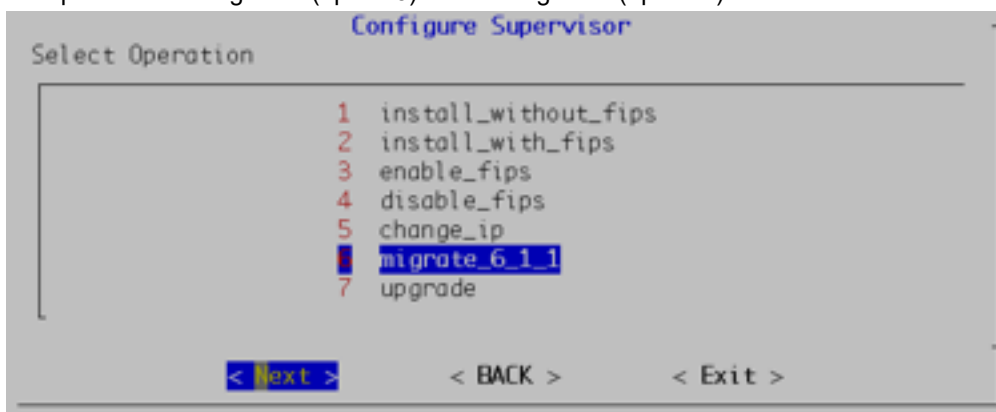 Configure Supervisor
Select Operation
1 install_without_fips
2 install_with_fips
3 enable_fips
4 disable_fips
5 change_ip
6 migrate_6_1_1
7 upgrade
< Next > < BACK > < Exit >